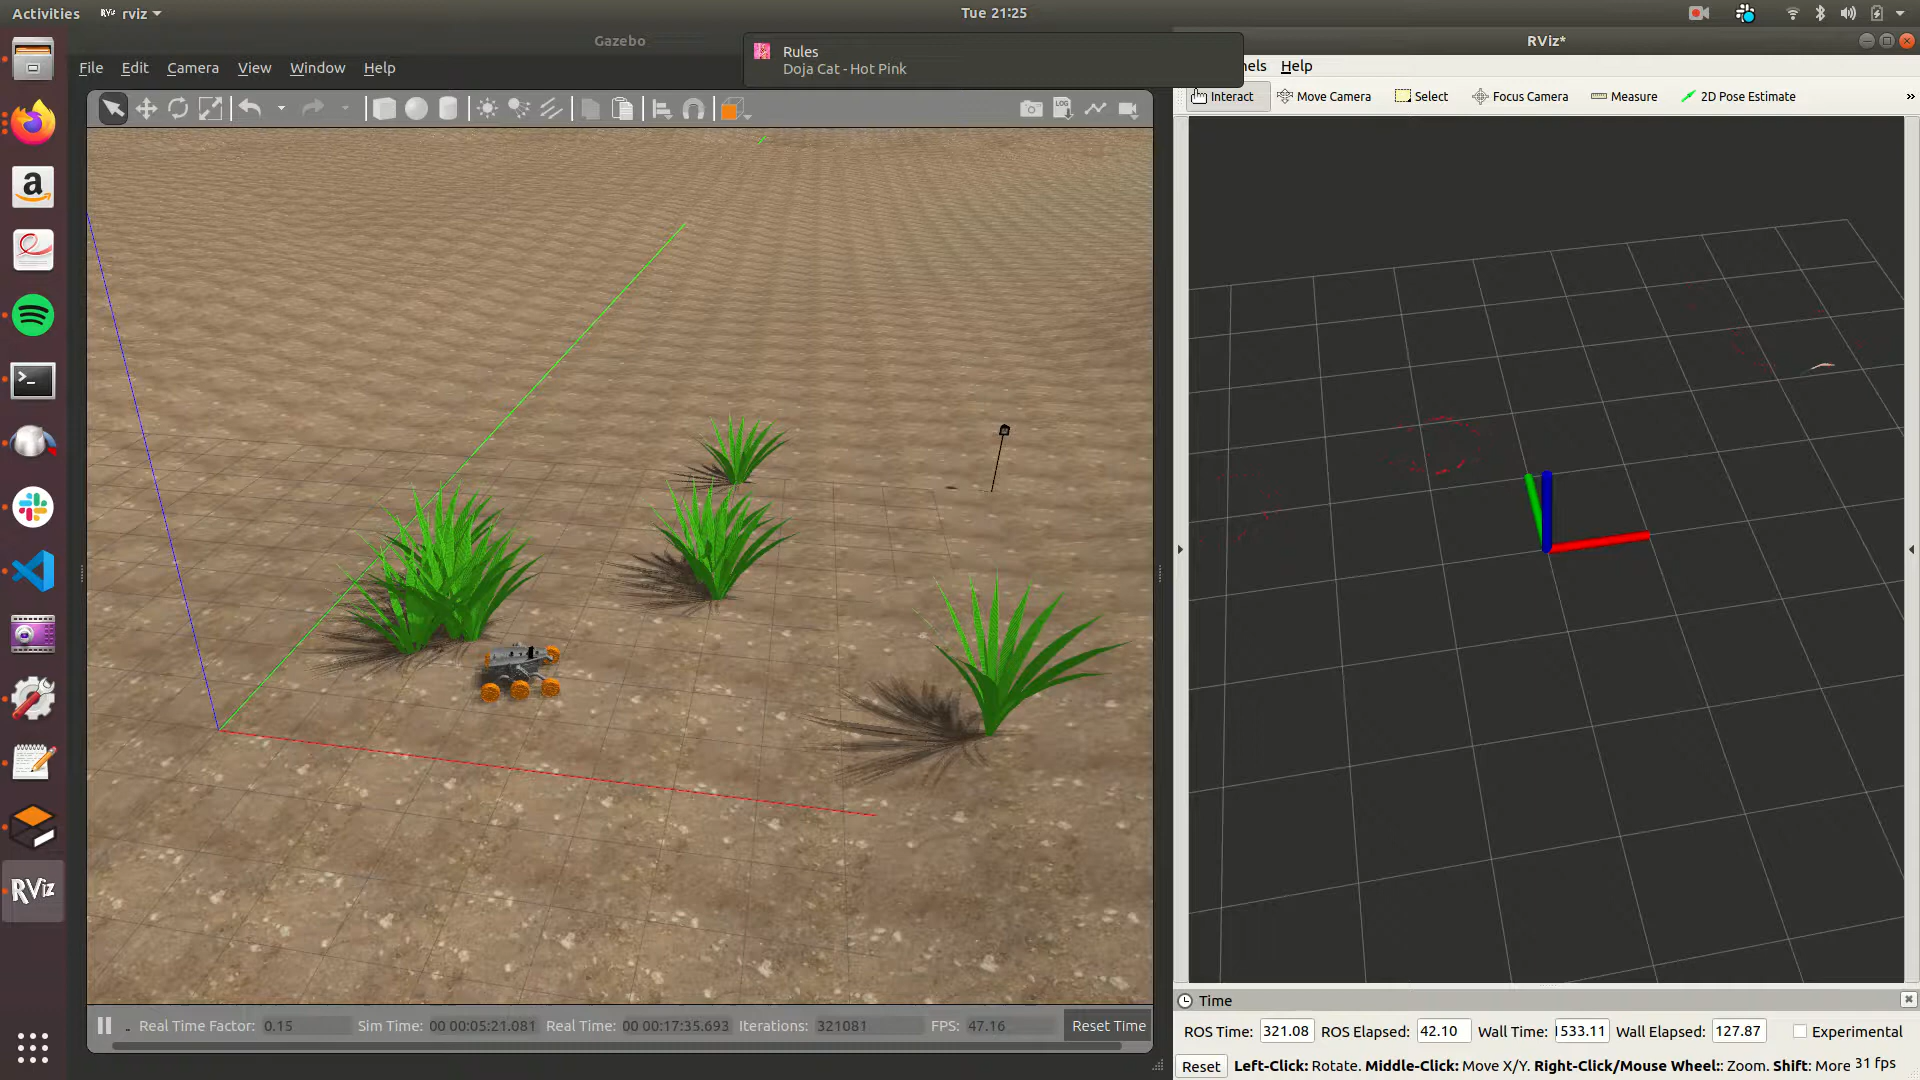 Activities
rviz
Tue 21:25
Gazebo
Rules
Doja Cat - Hot Pink
RViz*
File Edit Camera View Window Help
Help
LOG
Interact Move Camera Select Focus Camera Measure 2D Pose Estimate »
a
RViz
Real Time Factor: 0.15 Sim Time: 00 00:05:21.081 Real Time: 00 00:17:35.693 Iterations: 321081 FPS: 47.16 Reset Time
Time
ROS Time: 321.08 ROS Elapsed: 42.10 Wall Time: 533.11 Wall Elapsed: 127.87 Experimental
Reset Left-Click: Rotate. Middle-Click: Move X/Y. Right-Click/Mouse Wheel:: Zoom. Shift: More 31 fps